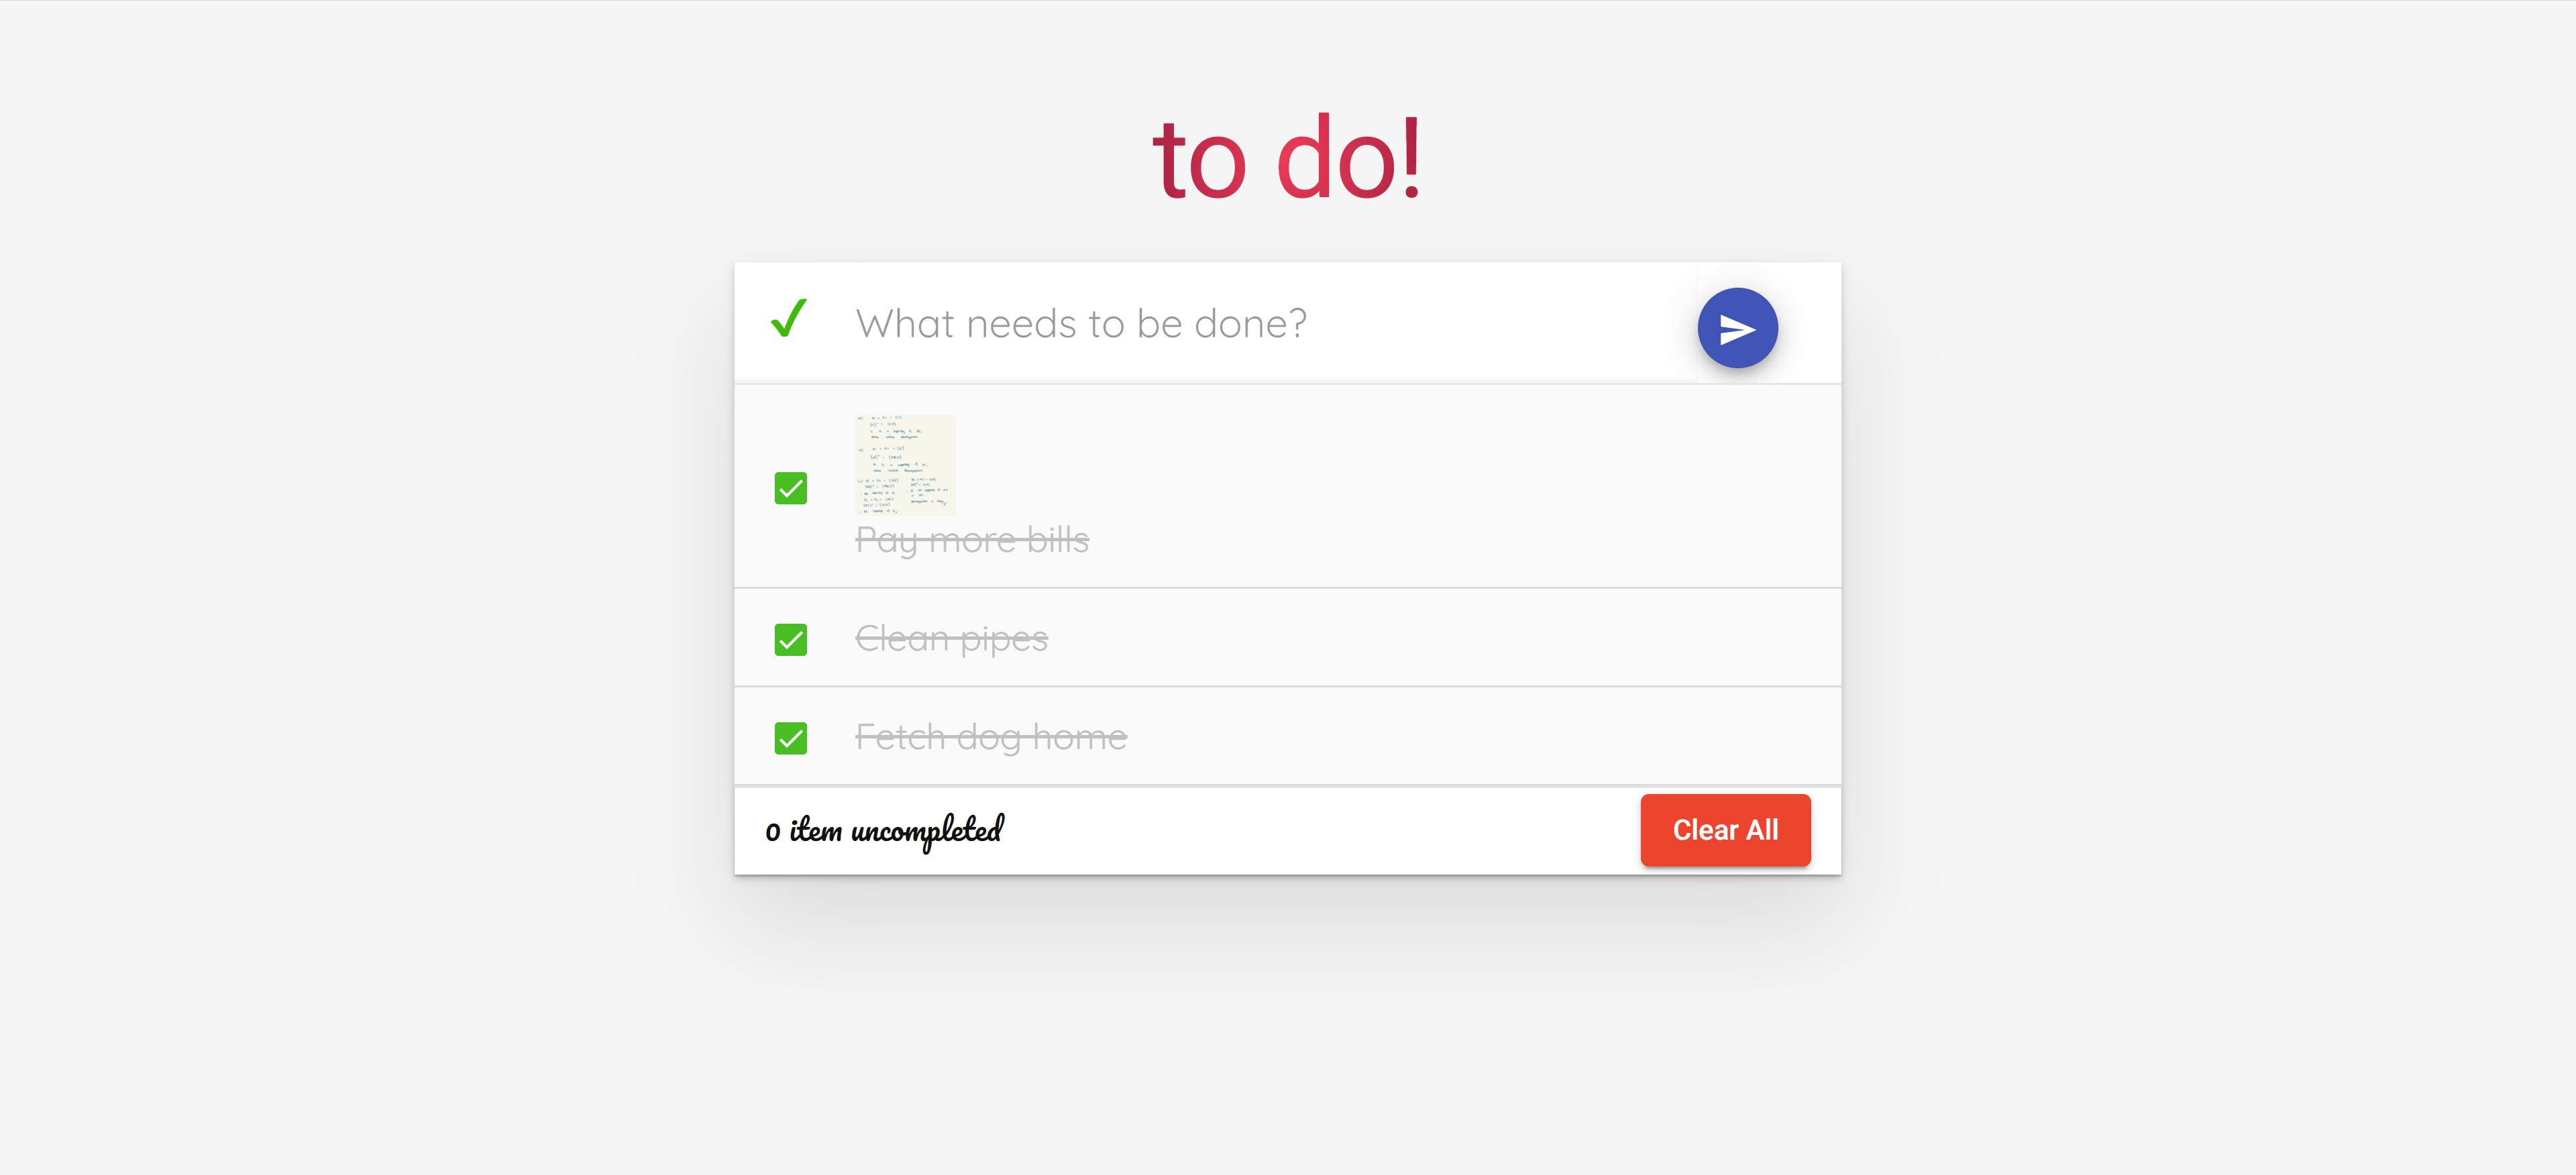 to do!
What needs to be done?
Pay more bills
Clean pipes
Fetch dog home
0 item uncompleted
Clear All